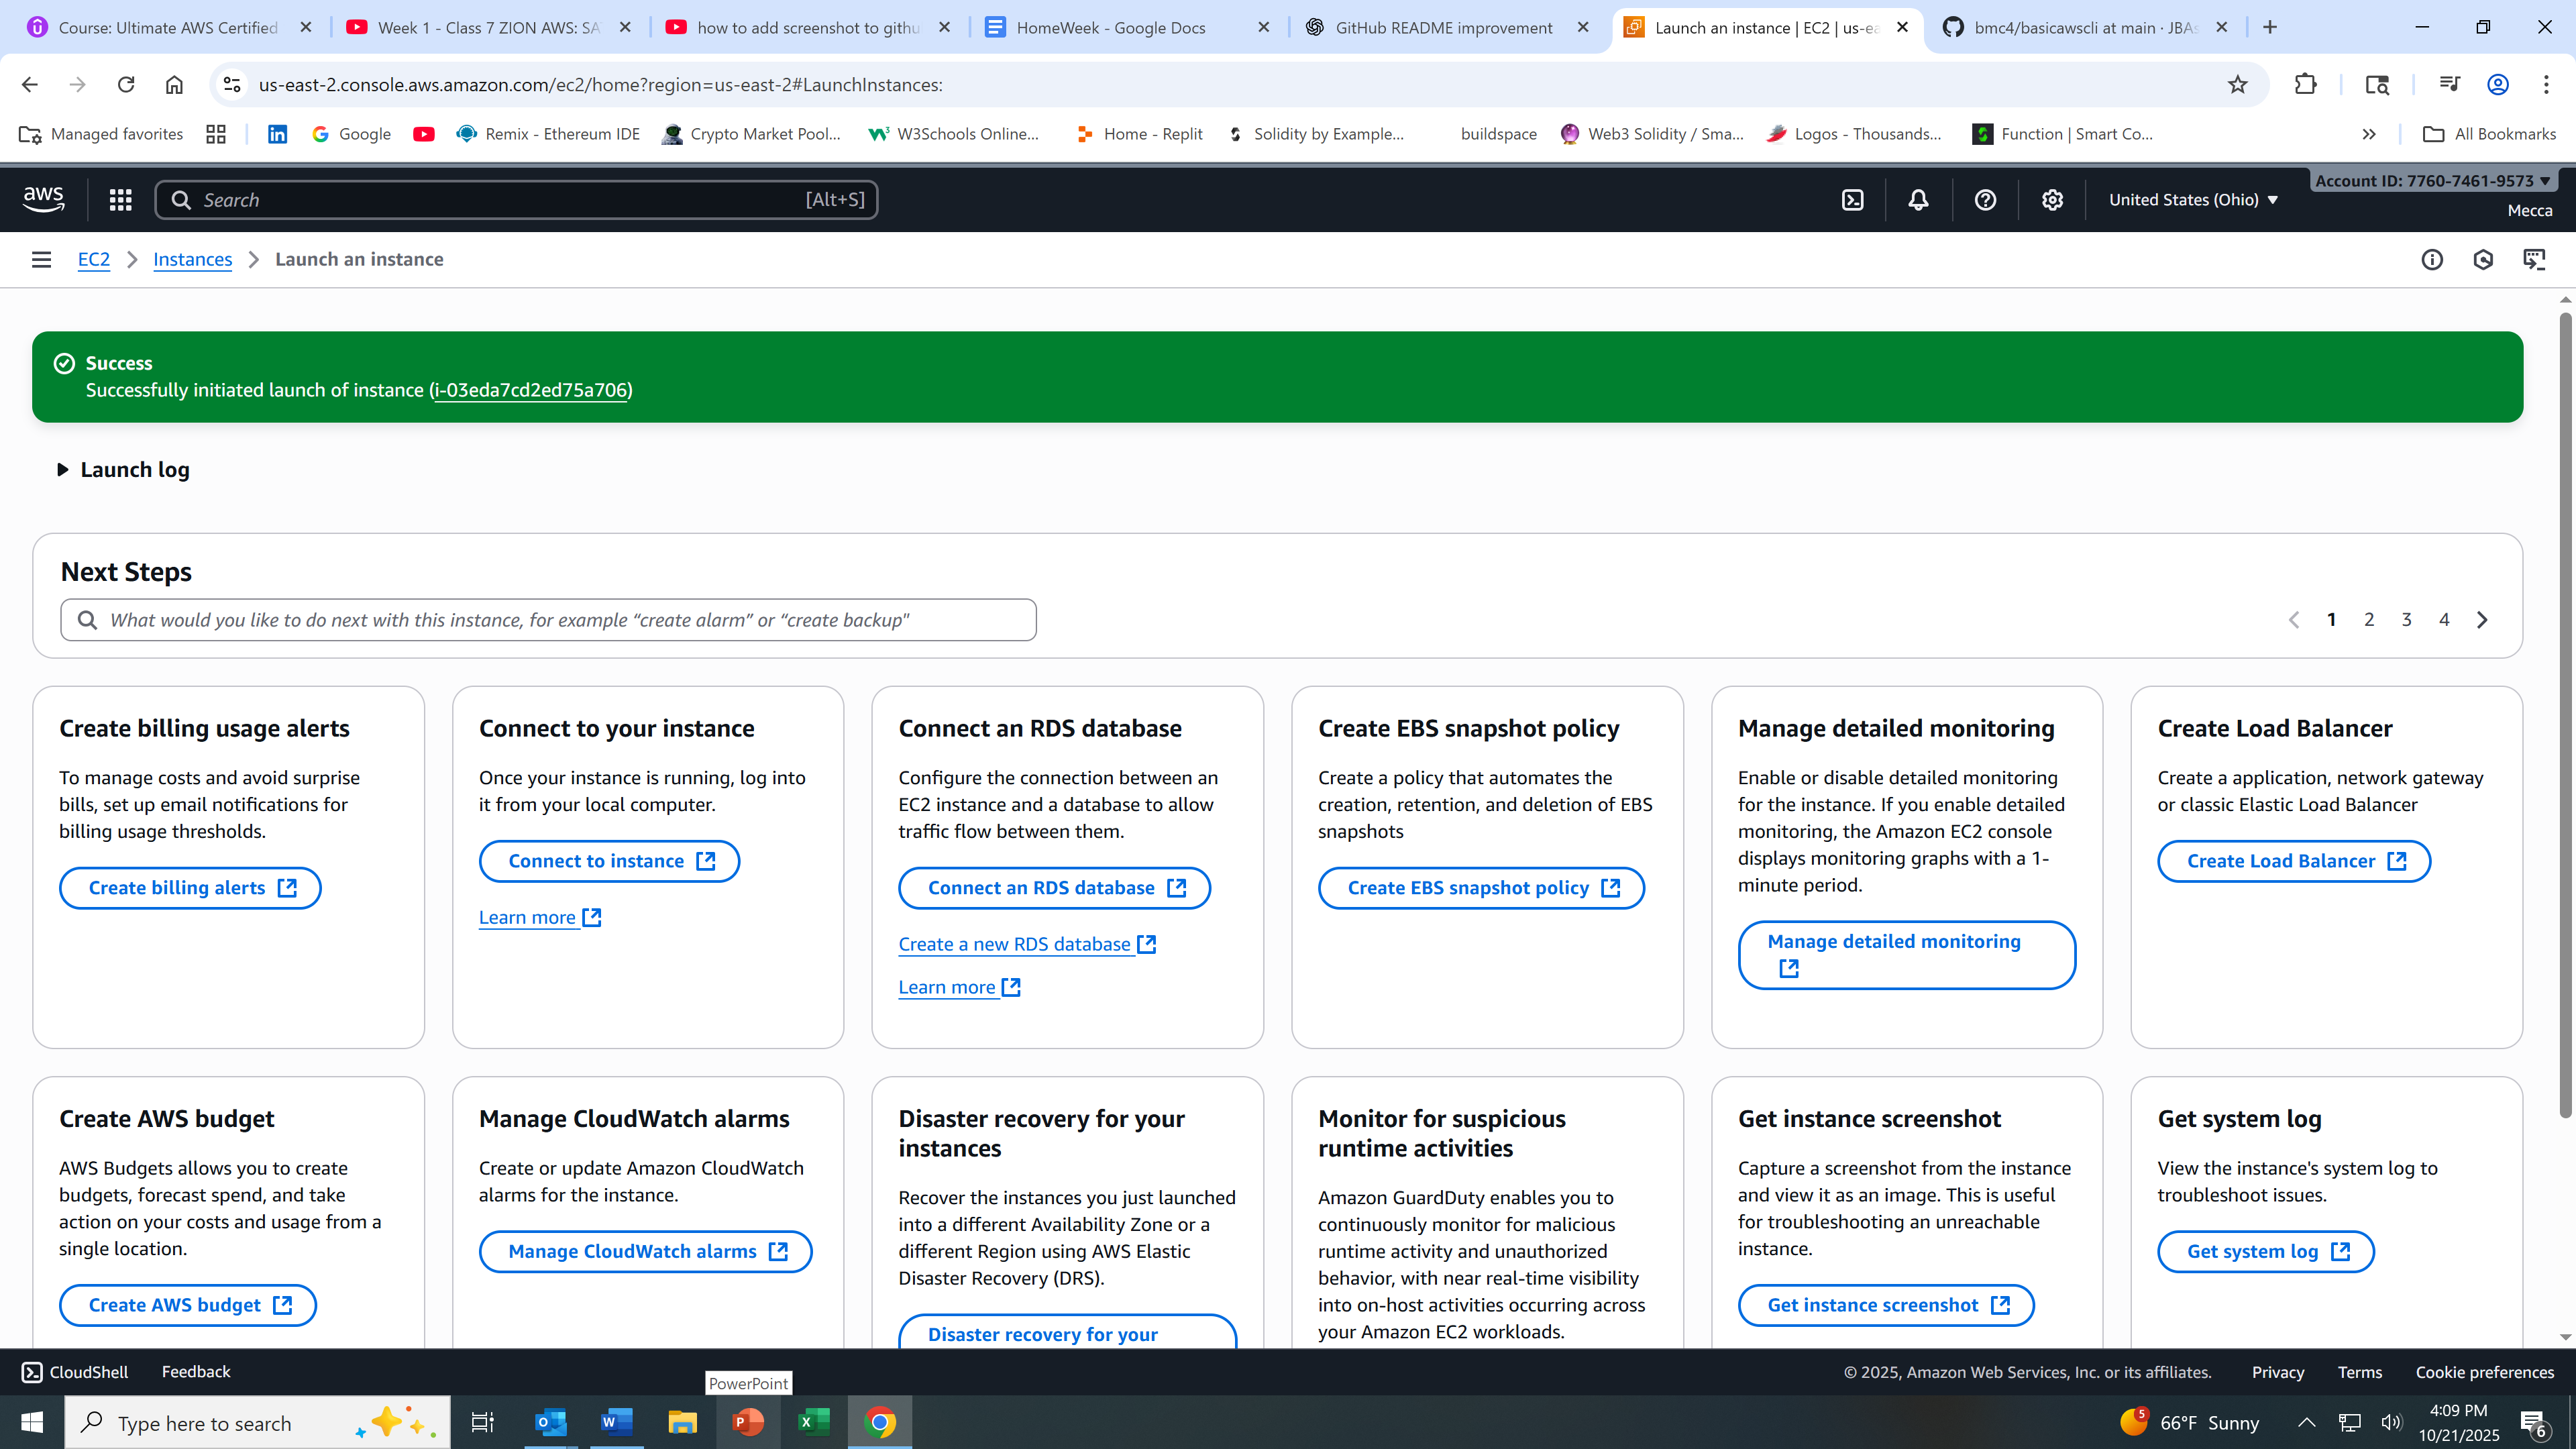 Course: Ultimate AWS Certified
Week 1 - Class 7 ZION AWS: SA
how to add screenshot to githu
HomeWeek - Google Docs
GitHub README improvement
Launch an instance | EC2 | us-ea
bmc4/basicawscli at main · JBAs
us-east-2.console.aws.amazon.com/ec2/home?region=us-east-2#LaunchInstances:
Managed favorites
Google
Remix - Ethereum IDE
Crypto Market Pool...
W3Schools Online...
Home - Replit
Solidity by Example...
buildspace
Web3 Solidity / Sma...
Logos - Thousands...
Function | Smart Co...
All Bookmarks
aws
Search
[Alt+S]
United States (Ohio)
Account ID: 7760-7461-9573
Mecca
EC2
Instances
Launch an instance
Success
Successfully initiated launch of instance (i-03eda7cd2ed75a706)
Launch log
Next Steps
What would you like to do next with this instance, for example “create alarm” or “create backup"
1 2 3 4
Create billing usage alerts
To manage costs and avoid surprise
bills, set up email notifications for
billing usage thresholds.
Create billing alerts
Connect to your instance
Once your instance is running, log into
it from your local computer.
Connect to instance
Learn more
Connect an RDS database
Configure the connection between an
EC2 instance and a database to allow
traffic flow between them.
Connect an RDS database
Create a new RDS database
Learn more
Create EBS snapshot policy
Create a policy that automates the
creation, retention, and deletion of EBS
snapshots
Create EBS snapshot policy
Manage detailed monitoring
Enable or disable detailed monitoring
for the instance. If you enable detailed
monitoring, the Amazon EC2 console
displays monitoring graphs with a 1-
minute period.
Manage detailed monitoring
Create Load Balancer
Create a application, network gateway
or classic Elastic Load Balancer
Create Load Balancer
Create AWS budget
AWS Budgets allows you to create
budgets, forecast spend, and take
action on your costs and usage from a
single location.
Create AWS budget
Manage CloudWatch alarms
Create or update Amazon CloudWatch
alarms for the instance.
Manage CloudWatch alarms
Disaster recovery for your
instances
Recover the instances you just launched
into a different Availability Zone or a
different Region using AWS Elastic
Disaster Recovery (DRS).
Disaster recovery for your
Monitor for suspicious
runtime activities
Amazon GuardDuty enables you to
continuously monitor for malicious
runtime activity and unauthorized
behavior, with near real-time visibility
into on-host activities occurring across
your Amazon EC2 workloads.
Get instance screenshot
Capture a screenshot from the instance
and view it as an image. This is useful
for troubleshooting an unreachable
instance.
Get instance screenshot
Get system log
View the instance's system log to
troubleshoot issues.
Get system log
CloudShell
Feedback
PowerPoint
© 2025, Amazon Web Services, Inc. or its affiliates.
Privacy
Terms
Cookie preferences
Type here to search
5
66°F Sunny
4:09 PM
10/21/2025
6